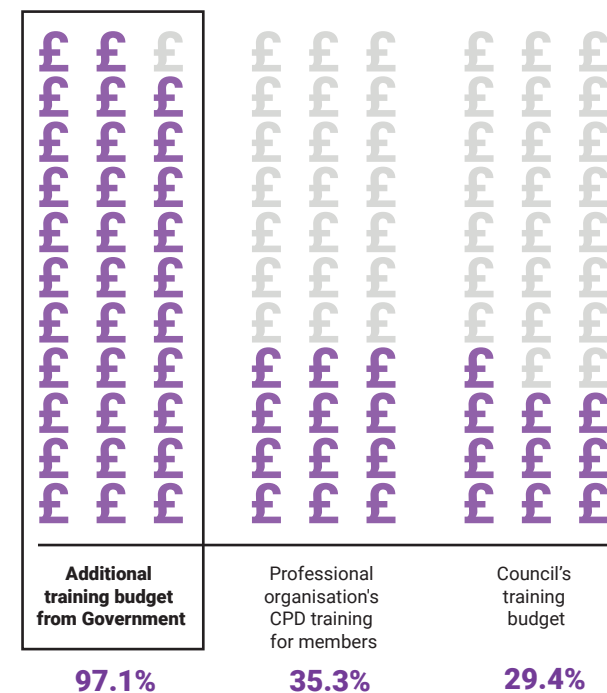 £ £ £ £ £ £ £ £ £
£ £ £ £ £ £ £ £ £
£ £ £ £ £ £ £ £ £
£ £ £ £ £ £ £ £ £
£ £ £ £ £ £ £ £ £
£ £ £ £ £ £ £ £ £
£ £ £ £ £ £ £ £ £
£ £ £ £ £ £ £ £ £
£ £ £ £ £ £ £ £ £
£ £ £ £ £ £ £ £ £
£ £ £ £ £ £ £ £ £
Additional
training budget
from Government
97.1%
Professional
organisation's
CPD training
for members
35.3%
Council’s
training
budget
29.4%